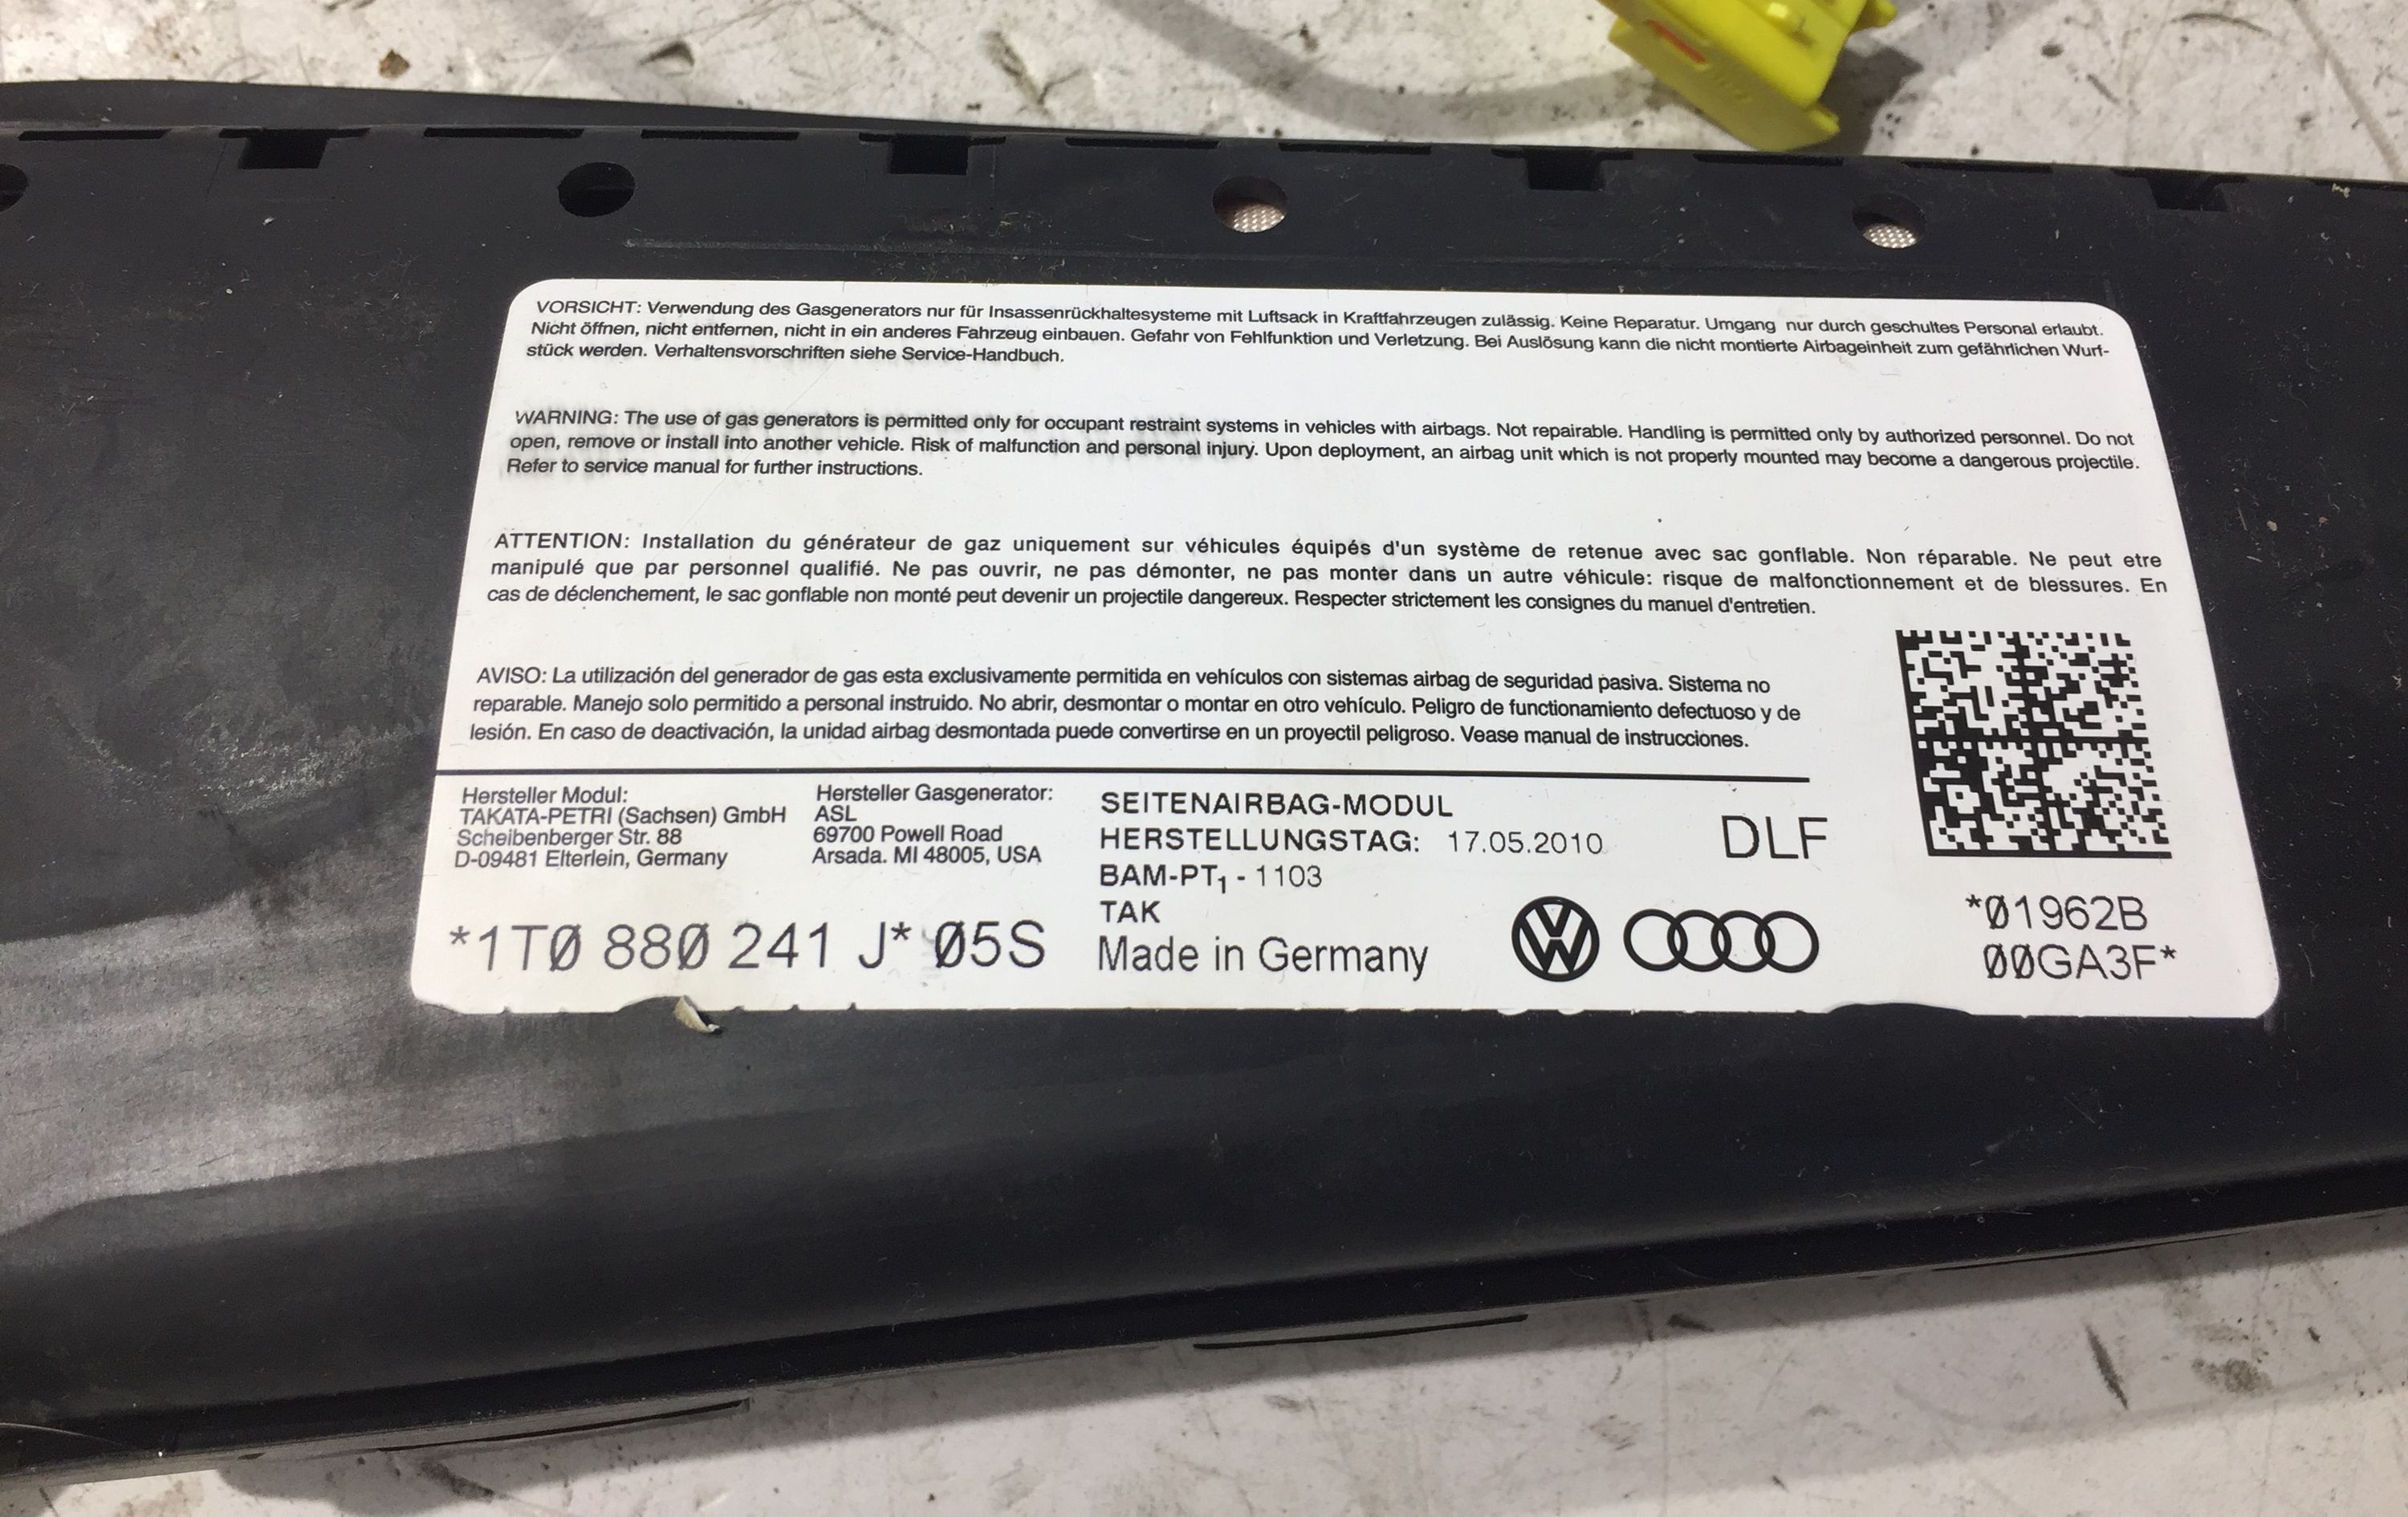 VORSICHT: Verwendung des Gasgenerators nur für Insassenrückhaltesysteme mit Luftsack in Kraftfahrzeugen zulässig. Keine Reparatur. Umgang nur durch geschultes Personal erlaubt.
Nicht öffnen, nicht entfernen, nicht in ein anderes Fahrzeug einbauen. Gefahr von Fehlfunktion und Verletzung. Bei Auslösung kann die nicht montierte Airbageinheit zum gefährlichen Wurf-
stück werden. Verhaltensvorschriften siehe Service-Handbuch.
WARNING: The use of gas generators is permitted only for occupant restraint systems in vehicles with airbags. Not repairable. Handling is permitted only by authorized personnel. Do not
open, remove or install into another vehicle. Risk of malfunction and personal injury. Upon deployment, an airbag unit which is not properly mounted may become a dangerous projectile.
Refer to service manual for further instructions.
ATTENTION: Installation du générateur de gaz uniquement sur véhicules équipés d'un système de retenue avec sac gonflable. Non réparable. Ne peut etre
manipulé que par personnel qualifié. Ne pas ouvrir, ne pas démonter, ne pas monter dans un autre véhicule: risque de malfonctionnement et de blessures. En
cas de déclenchement, le sac gonflable non monté peut devenir un projectile dangereux. Respecter strictement les consignes du manuel d'entretien.
AVISO: La utilización del generador de gas esta exclusivamente permitida en vehículos con sistemas airbag de seguridad pasiva. Sistema no
reparable. Manejo solo permitido a personal instruido. No abrir, desmontar o montar en otro vehículo. Peligro de functionamiento defectuoso y de
lesión. En caso de deactivación, la unidad airbag desmontada puede convertirse en un proyectil peligroso. Vease manual de instrucciones.
Hersteller Modul:
TAKATA-PETRI (Sachsen) GmbH
Scheibenberger Str. 88
D-09481 Elterlein, Germany
Hersteller Gasgenerator:
ASL
69700 Powell Road
Arsada. MI 48005, USA
*1TØ 88Ø 241 J* Ø5S
SEITENAIRBAG-MODUL
HERSTELLUNGSTAG: 17.05.2010
BAM-PT₁ - 1103
TAK
Made in Germany
DLF
*Ø1962B
ØØGA3F*